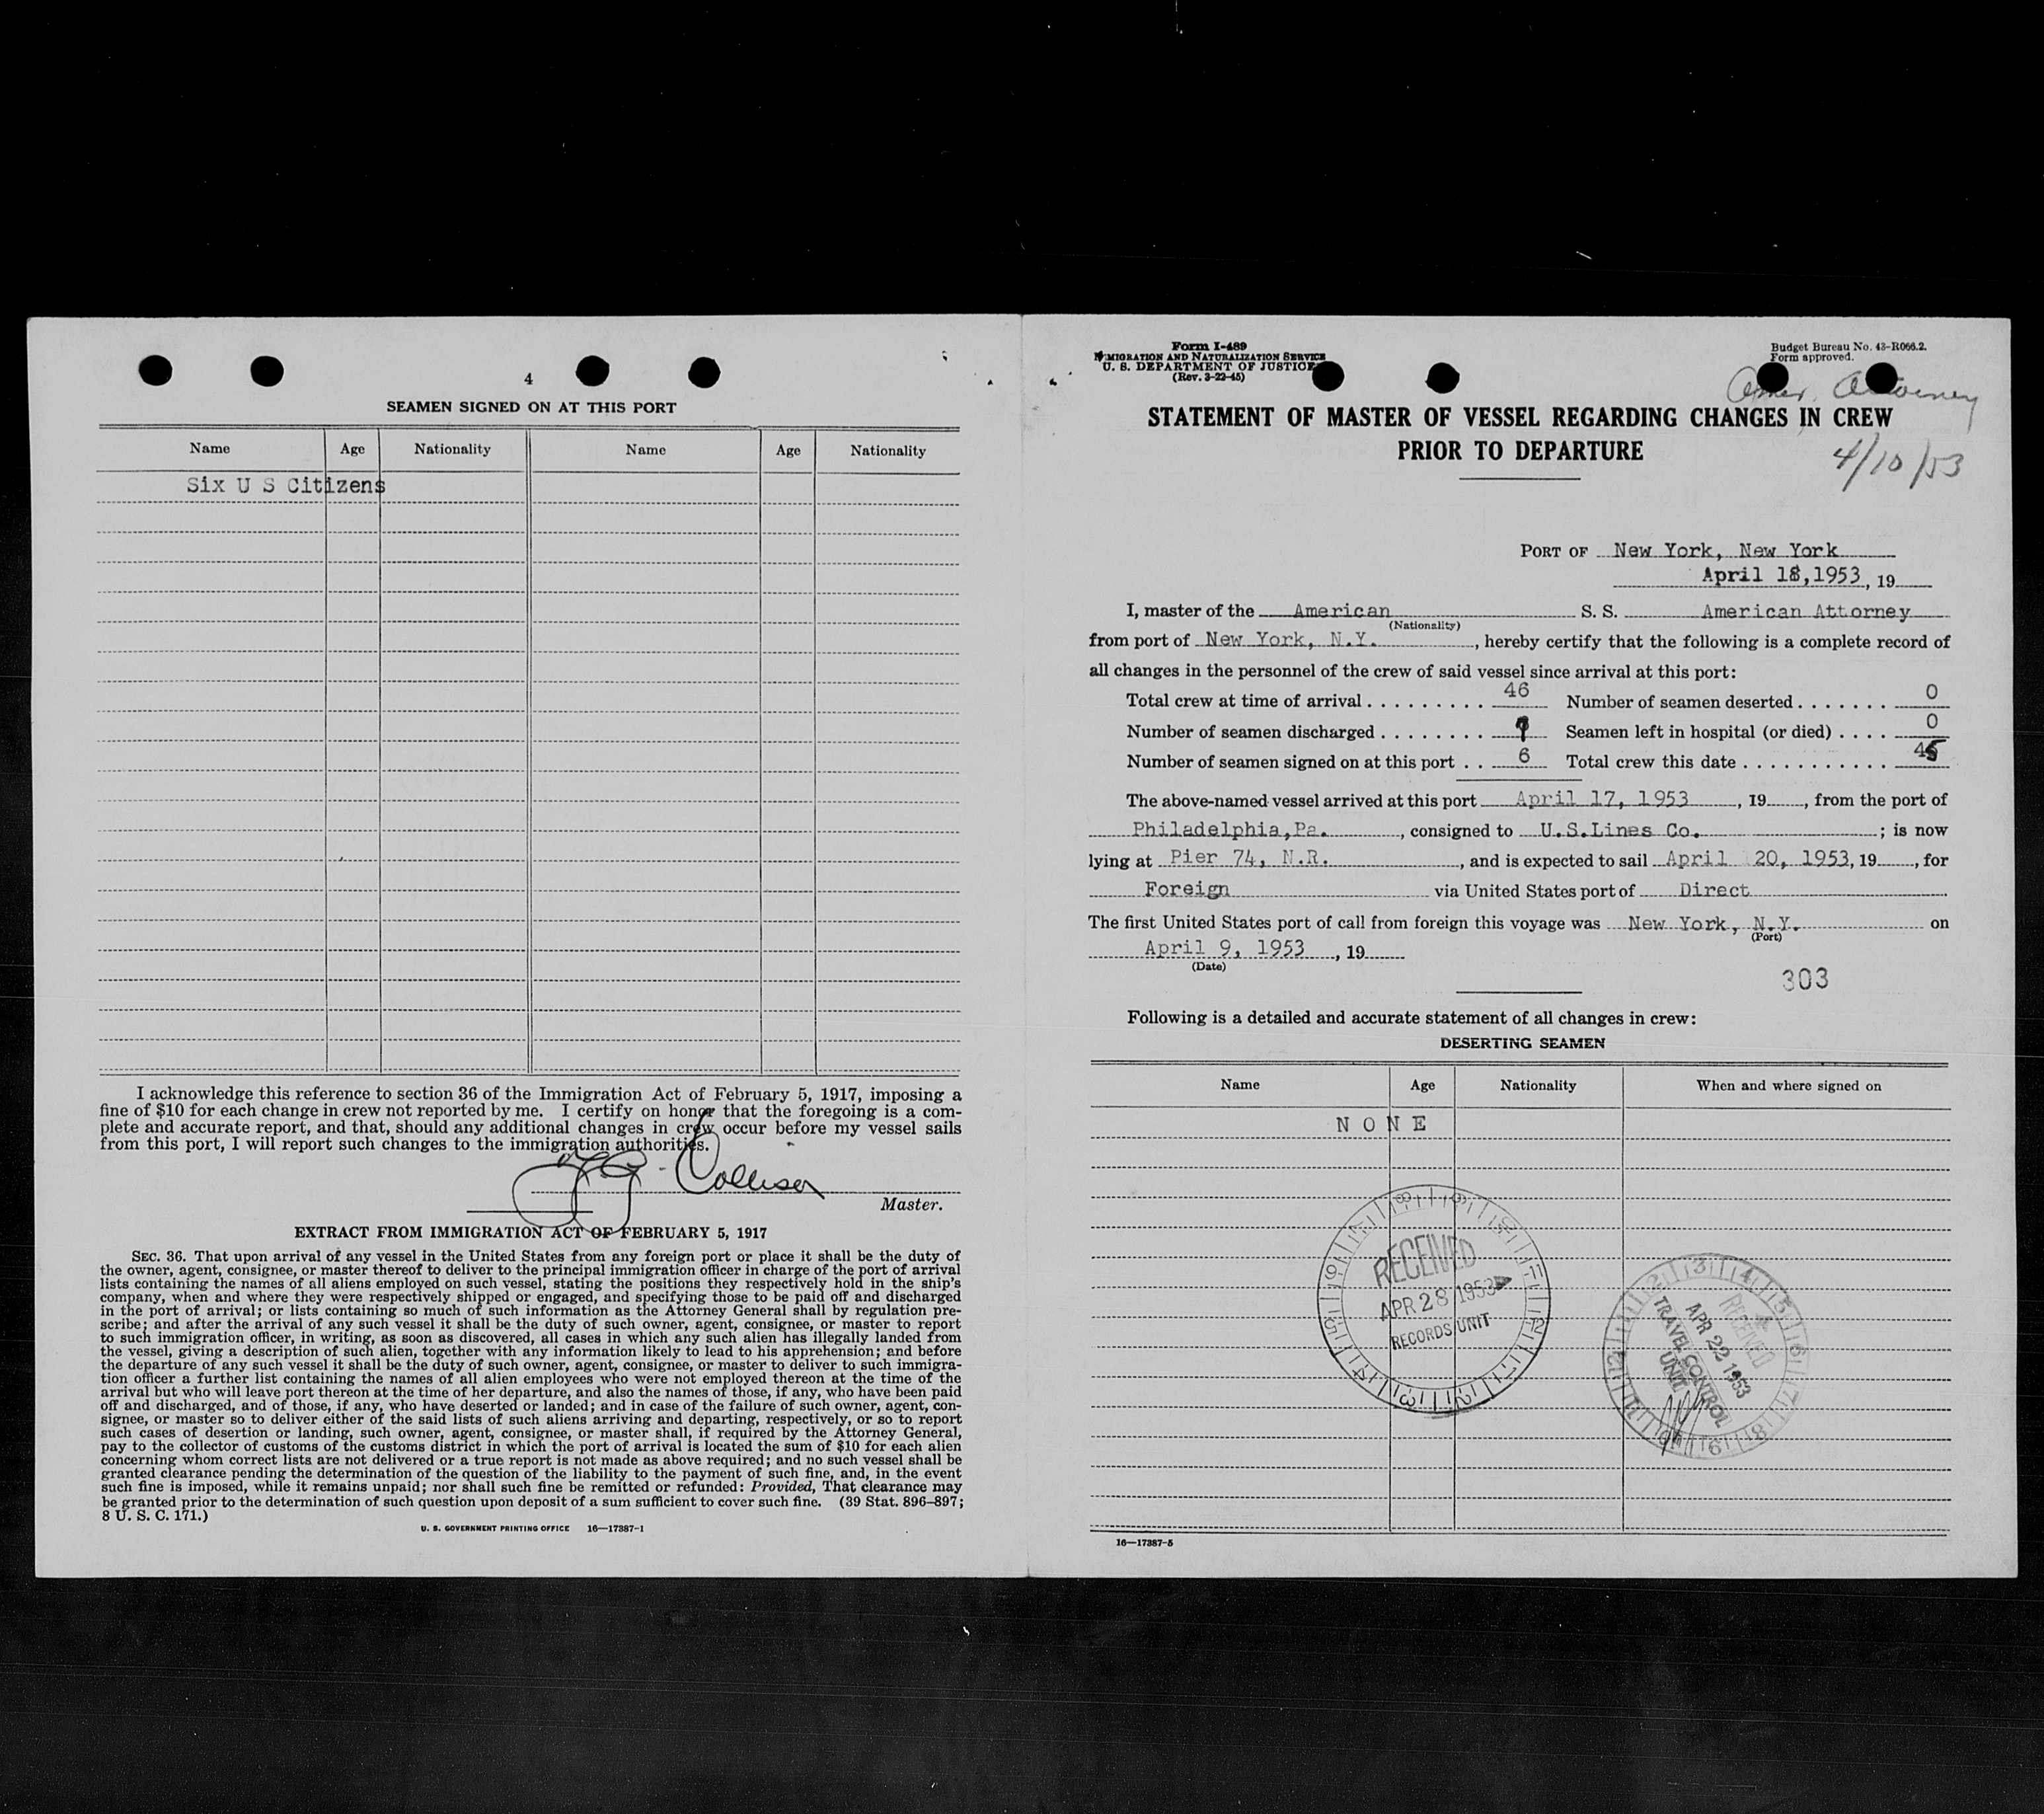 4
SEAMEN SIGNED ON AT THIS PORT
Name Age Nationality Name Age Nationality
Six U S Citizens
I acknowledge this reference to section 36 of the Immigration Act of February 5, 1917, imposing a
fine of $10 for each change in crew not reported by me. I certify on honor that the foregoing is a com-
plete and accurate report, and that, should any additional changes in crew occur before my vessel sails
from this port, I will report such changes to the immigration authorities.
Collison
Master.
EXTRACT FROM IMMIGRATION ACT OF FEBRUARY 5, 1917
SEC. 36. That upon arrival of any vessel in the United States from any foreign port or place it shall be the duty of
the owner, agent, consignee, or master thereof to deliver to the principal immigration officer in charge of the port of arrival
lists containing the names of all aliens employed on such vessel, stating the positions they respectively hold in the ship's
company, when and where they were respectively shipped or engaged, and specifying those to be paid off and discharged
in the port of arrival; or lists containing so much of such information as the Attorney General shall by regulation pre-
scribe; and after the arrival of any such vessel it shall be the duty of such owner, agent, consignee, or master to report
to such immigration officer, in writing, as soon as discovered, all cases in which any such alien has illegally landed from
the vessel, giving a description of such alien, together with any information likely to lead to his apprehension; and before
the departure of any such vessel it shall be the duty of such owner, agent, consignee, or master to deliver to such immigra-
tion officer a further list containing the names of all alien employees who were not employed thereon at the time of the
arrival but who will leave port thereon at the time of her departure, and also the names of those, if any, who have been paid
off and discharged, and of those, if any, who have deserted or landed; and in case of the failure of such owner, agent, con-
signee, or master so to deliver either of the said lists of such aliens arriving and departing, respectively, or so to report
such cases of desertion or landing, such owner, agent, consignee, or master shall, if required by the Attorney General,
pay to the collector of customs of the customs district in which the port of arrival is located the sum of $10 for each alien
concerning whom correct lists are not delivered or a true report is not made as above required; and no such vessel shall be
granted clearance pending the determination of the question of the liability to the payment of such fine, and, in the event
such fine is imposed, while it remains unpaid; nor shall such fine be remitted or refunded: Provided, That clearance may
be granted prior to the determination of such question upon deposit of a sum sufficient to cover such fine. (39 Stat. 896–897;
8 U. S. C. 171.)
U. S. GOVERNMENT PRINTING OFFICE 16—17387-1
Form I-489
IMMIGRATION AND NATURALIZATION SERVICE
U. S. DEPARTMENT OF JUSTICE
(Rev. 3-22-45)
Budget Bureau No. 43-R066.2.
Form approved.
Amer. Attorney
STATEMENT OF MASTER OF VESSEL REGARDING CHANGES IN CREW
PRIOR TO DEPARTURE
4/10/53
PORT OF New York, New York
April 18, 1953, 19
I, master of the American S. S. American Attorney
(Nationality)
from port of New York, N.Y. , hereby certify that the following is a complete record of
all changes in the personnel of the crew of said vessel since arrival at this port:
Total crew at time of arrival . . . . . . . . . 46 Number of seamen deserted . . . . . . . 0
Number of seamen discharged . . . . . . . . Seamen left in hospital (or died) . . . . 0
Number of seamen signed on at this port . . 6 Total crew this date . . . . . . . . . . . 45
The above-named vessel arrived at this port April 17, 1953 , 19 , from the port of
Philadelphia, Pa. , consigned to U.S.Lines Co. ; is now
lying at Pier 74, N.R. , and is expected to sail April 20, 1953, 19 , for
Foreign via United States port of Direct
The first United States port of call from foreign this voyage was New York, N.Y. on
(Port)
April 9, 1953 , 19
(Date)
303
Following is a detailed and accurate statement of all changes in crew:
DESERTING SEAMEN
Name Age Nationality When and where signed on
N O N E
RECEIVED
APR 28 1953
RECORDS UNIT
RECEIVED
APR 22 1953
TRAVEL CONTROL
UNIT
16—17387-5